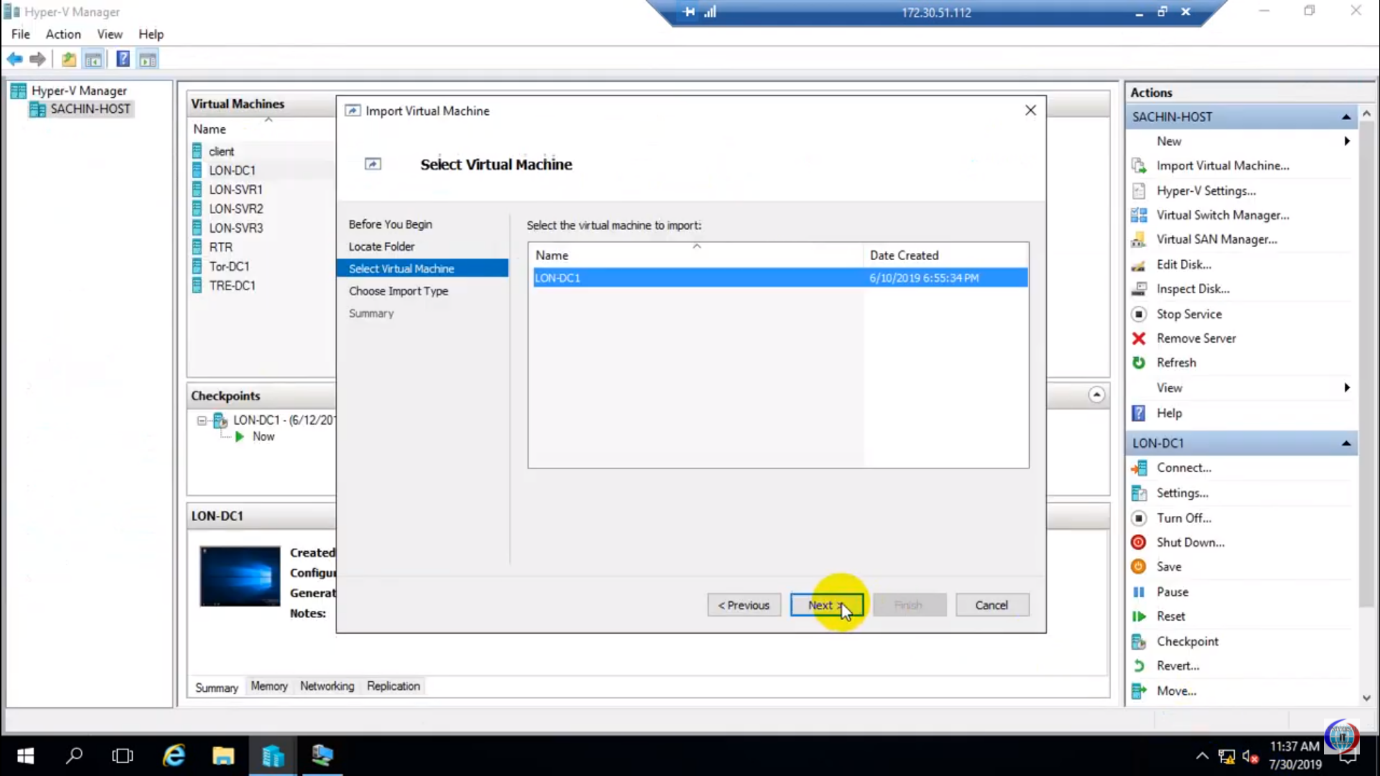 Hyper-V Manager
172.30.51.112
File Action View Help
Hyper-V Manager
SACHIN-HOST
Virtual Machines
Name
client
LON-DC1
LON-SVR1
LON-SVR2
LON-SVR3
RTR
Tor-DC1
TRE-DC1
Checkpoints
LON-DC1 - (6/12/201
Now
LON-DC1
Created
Configu
Generat
Notes:
Summary Memory Networking Replication
Import Virtual Machine
Select Virtual Machine
Before You Begin
Locate Folder
Select Virtual Machine
Choose Import Type
Summary
Select the virtual machine to import:
Name Date Created
LON-DC1 6/10/2019 6:55:34 PM
< Previous Next > Finish Cancel
Actions
SACHIN-HOST
New
Import Virtual Machine...
Hyper-V Settings...
Virtual Switch Manager...
Virtual SAN Manager...
Edit Disk...
Inspect Disk...
Stop Service
Remove Server
Refresh
View
Help
LON-DC1
Connect...
Settings...
Turn Off...
Shut Down...
Save
Pause
Reset
Checkpoint
Revert...
Move...
11:37 AM
7/30/2019